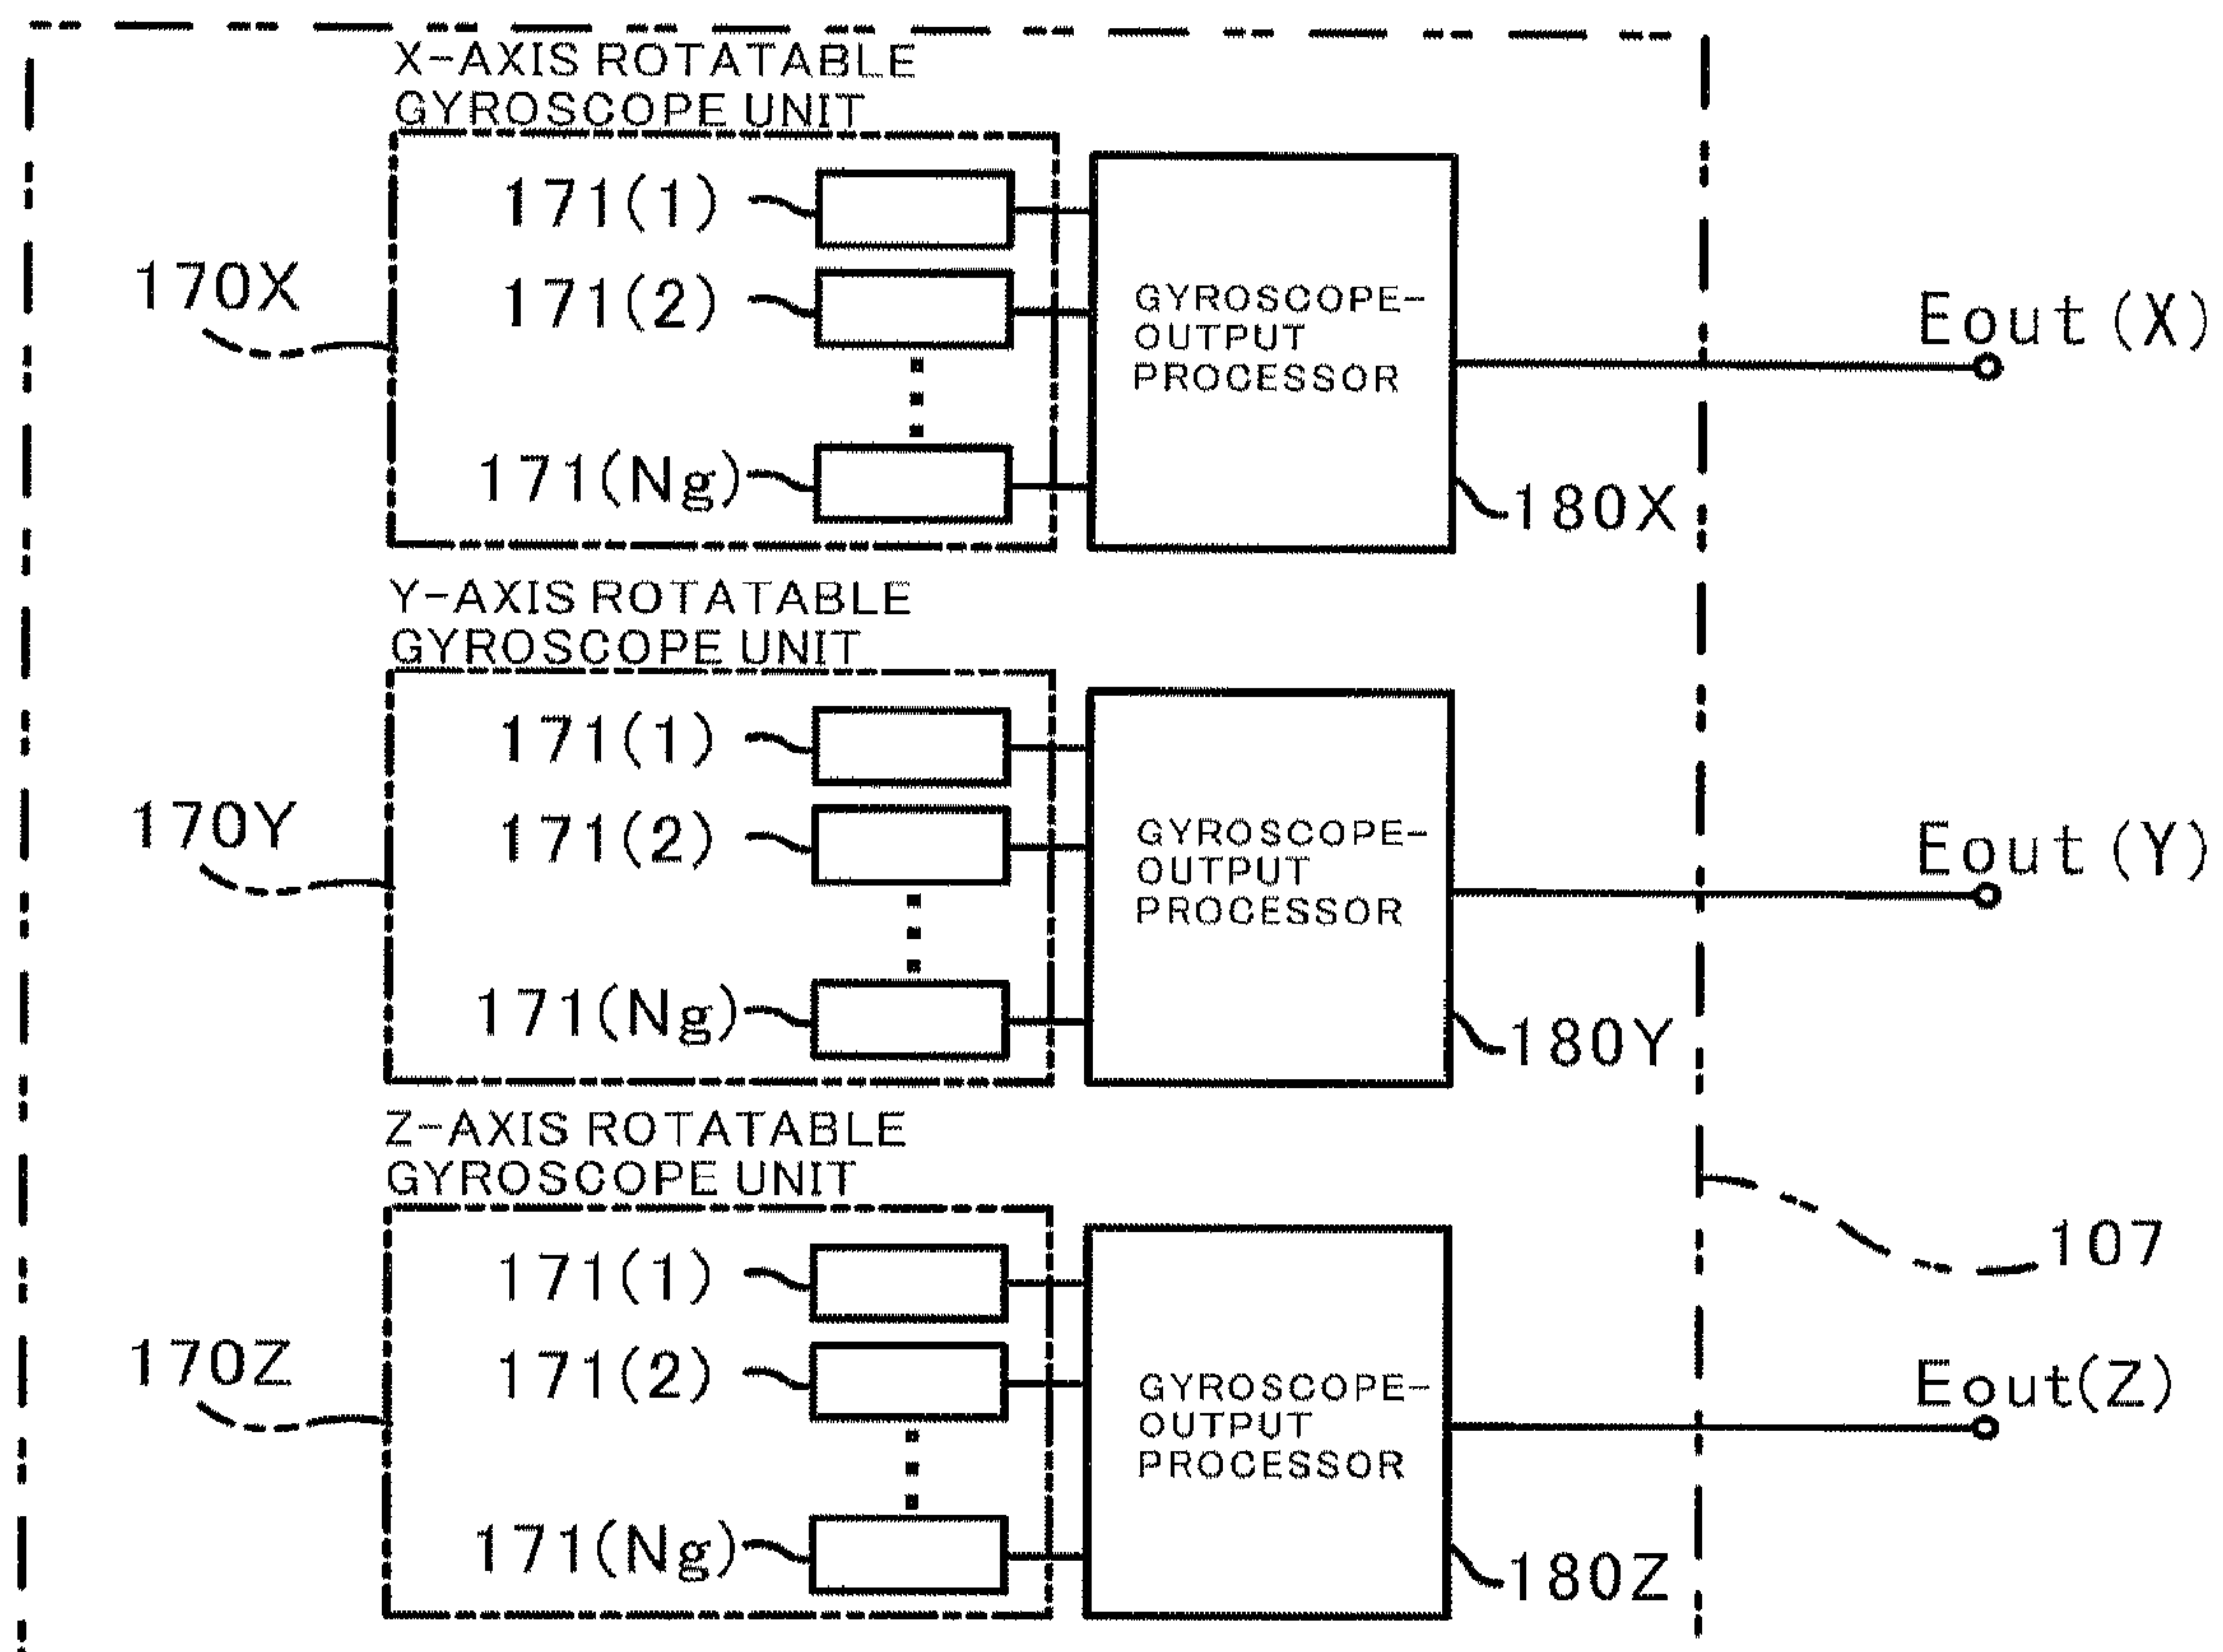 X-AXIS ROTATABLE
GYROSCOPE UNIT
171(1)
171(2)
171(Ng)
170X
GYROSCOPE-
OUTPUT
PROCESSOR
180X
Eout (X)
Y-AXIS ROTATABLE
GYROSCOPE UNIT
171(1)
171(2)
171(Ng)
170Y
GYROSCOPE-
OUTPUT
PROCESSOR
180Y
Eout (Y)
Z-AXIS ROTATABLE
GYROSCOPE UNIT
171(1)
171(2)
171(Ng)
170Z
GYROSCOPE-
OUTPUT
PROCESSOR
180Z
107
Eout(Z)